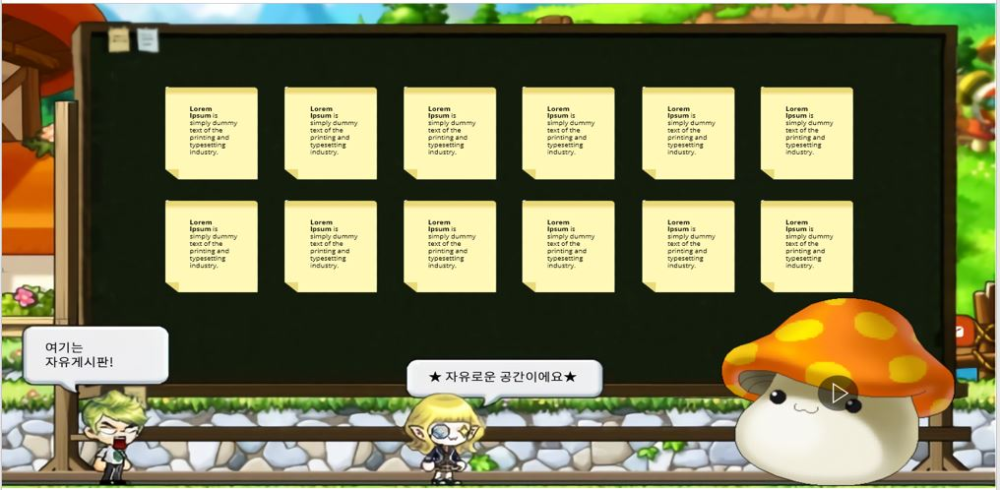 Lorem
Ipsum is
simply dummy
text of the
printing and
typesetting
industry.
Lorem
Ipsum is
simply dummy
text of the
printing and
typesetting
industry.
Lorem
Ipsum is
simply dummy
text of the
printing and
typesetting
industry.
Lorem
Ipsum is
simply dummy
text of the
printing and
typesetting
industry.
Lorem
Ipsum is
simply dummy
text of the
printing and
typesetting
industry.
Lorem
Ipsum is
simply dummy
text of the
printing and
typesetting
industry.
Lorem
Ipsum is
simply dummy
text of the
printing and
typesetting
industry.
Lorem
Ipsum is
simply dummy
text of the
printing and
typesetting
industry.
Lorem
Ipsum is
simply dummy
text of the
printing and
typesetting
industry.
Lorem
Ipsum is
simply dummy
text of the
printing and
typesetting
industry.
Lorem
Ipsum is
simply dummy
text of the
printing and
typesetting
industry.
Lorem
Ipsum is
simply dummy
text of the
printing and
typesetting
industry.
여기는
자유게시판!
★ 자유로운 공간이에요★